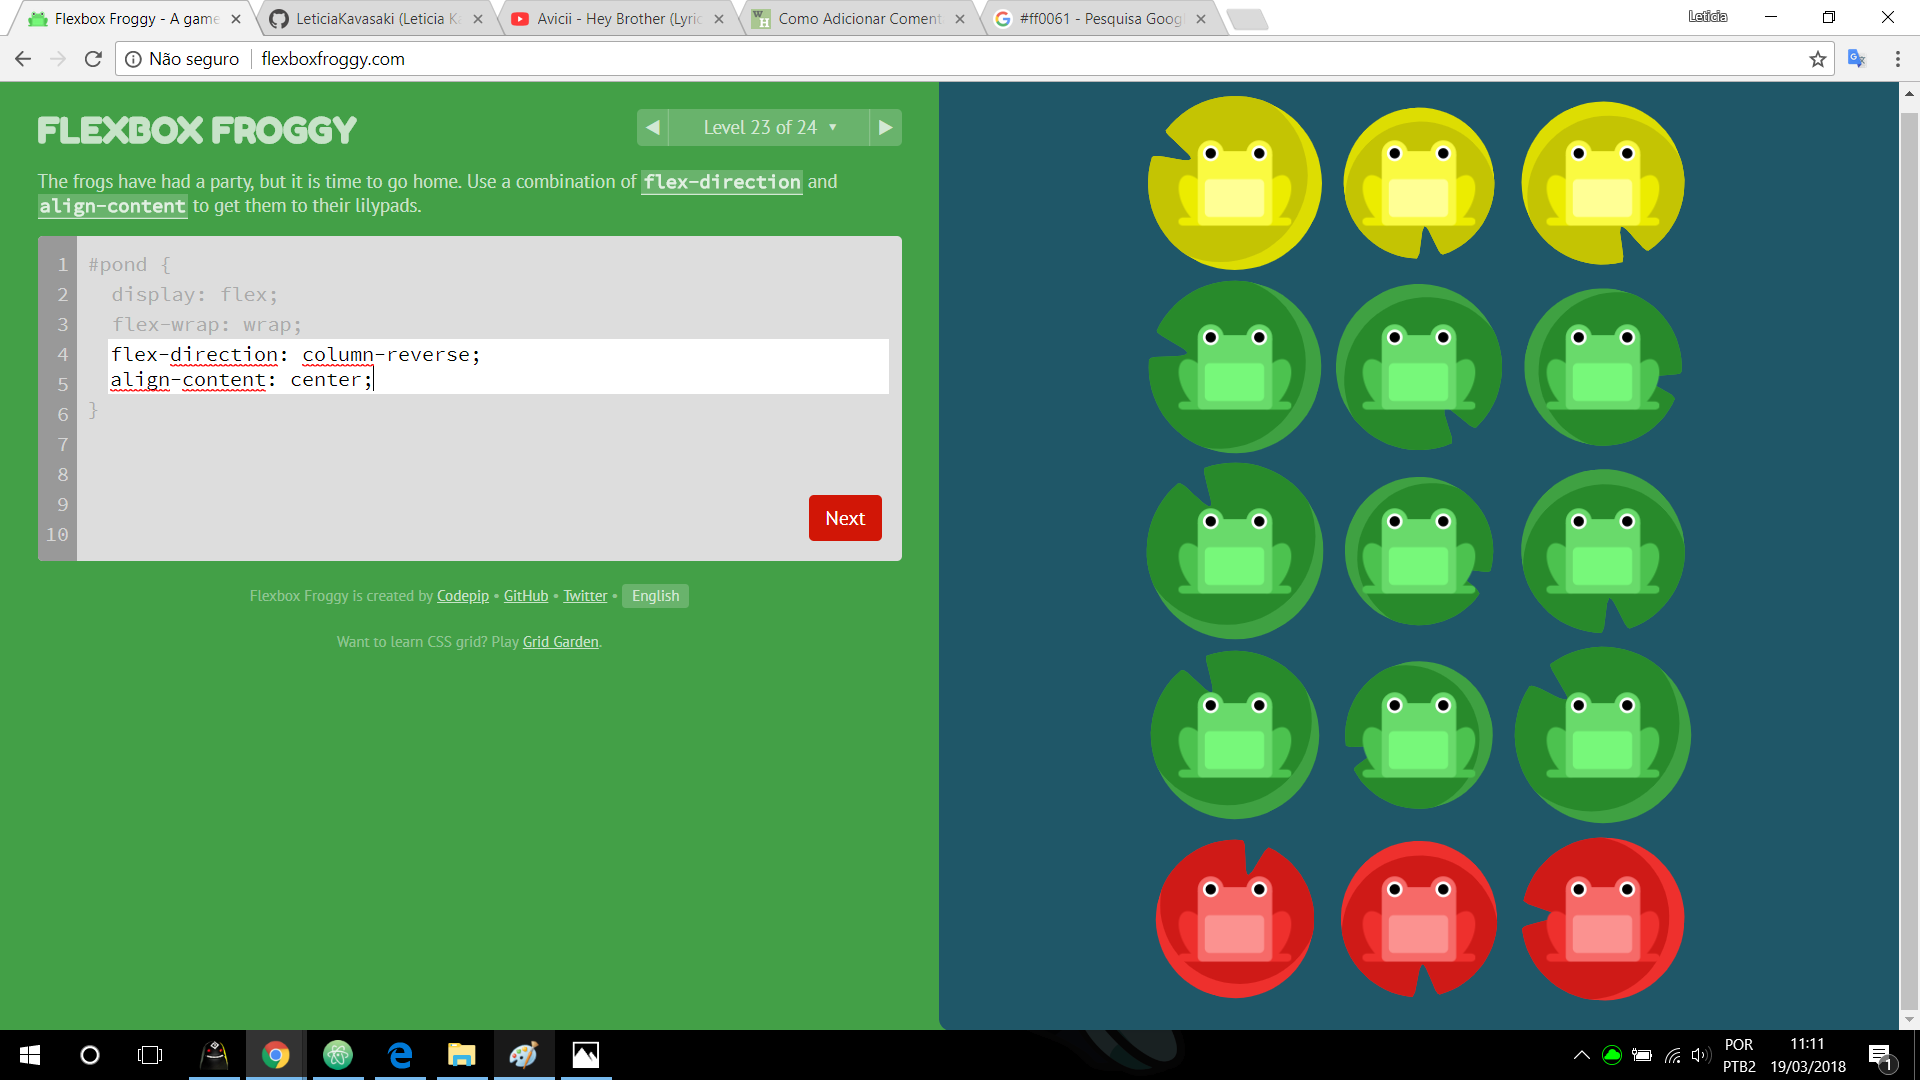 Flexbox Froggy - A game
LeticiaKavasaki (Leticia K
Avicii - Hey Brother (Lyric
Como Adicionar Coment
#ff0061 - Pesquisa Goog
Leticia
Não seguro
flexboxfroggy.com
FLEXBOX FROGGY
Level 23 of 24
The frogs have had a party, but it is time to go home. Use a combination of flex-direction and
align-content to get them to their lilypads.
1 #pond {
2 display: flex;
3 flex-wrap: wrap;
4 flex-direction: column-reverse;
5 align-content: center;
6 }
7
8
9
10
Next
Flexbox Froggy is created by Codepip • GitHub • Twitter • English
Want to learn CSS grid? Play Grid Garden.
POR
PTB2
11:11
19/03/2018
1